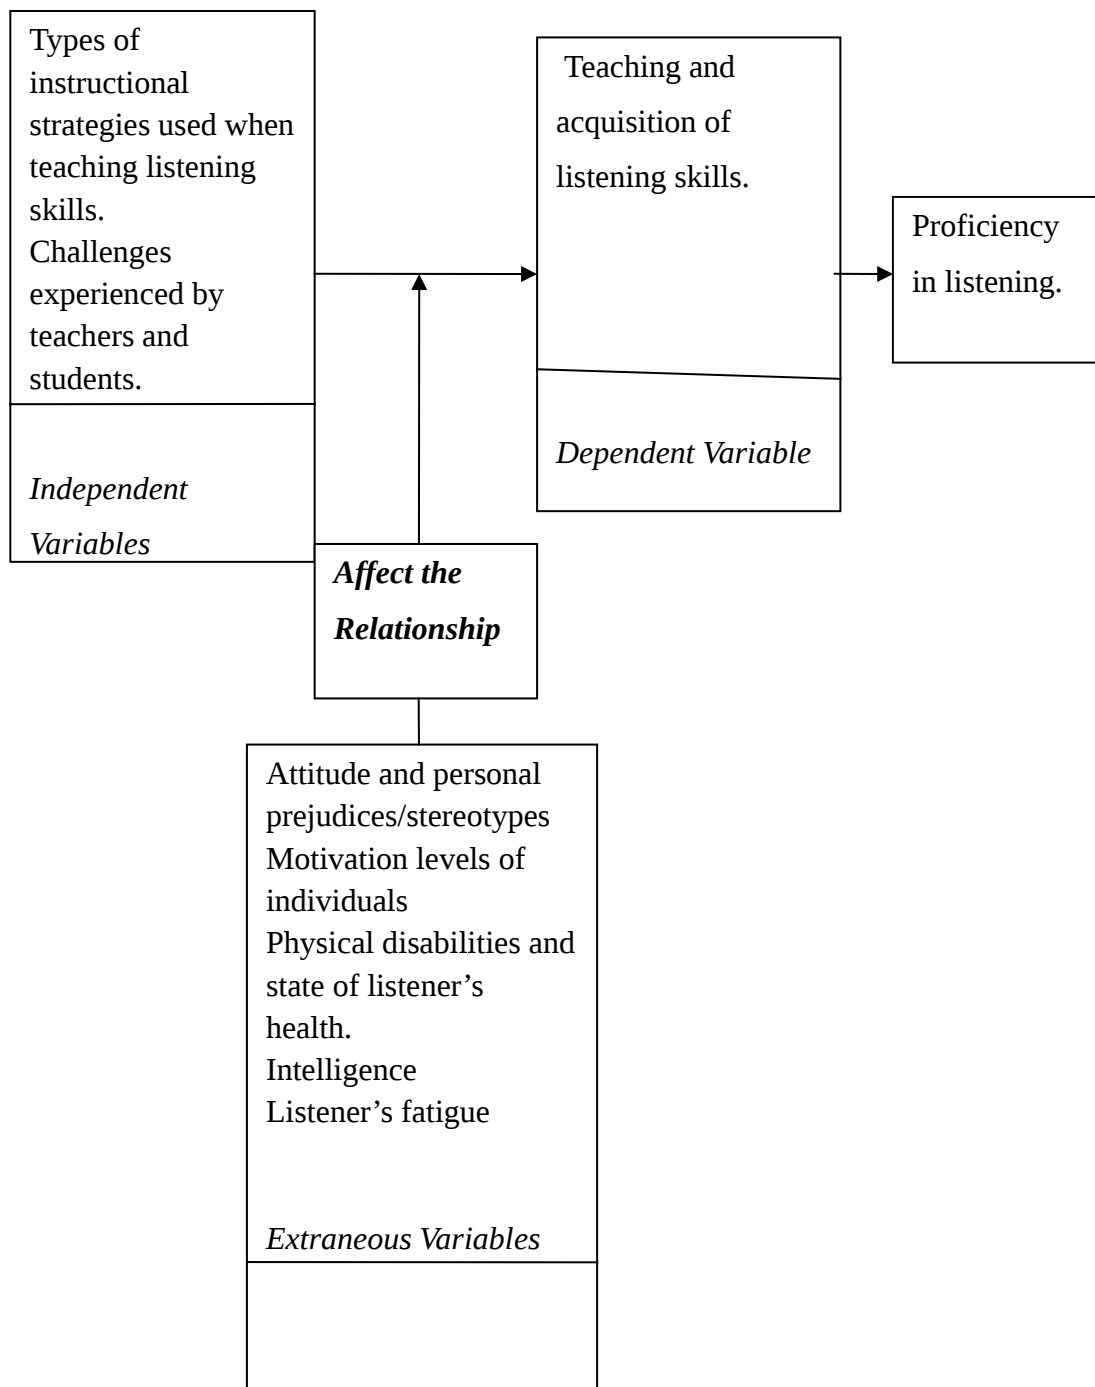 Types of
instructional
strategies used when
teaching listening
skills.
Challenges
experienced by
teachers and
students.
Independent
Variables
Teaching and
acquisition of
listening skills.
Dependent Variable
Proficiency
in listening.
Affect the
Relationship
Attitude and personal
prejudices/stereotypes
Motivation levels of
individuals
Physical disabilities and
state of listener’s
health.
Intelligence
Listener’s fatigue
Extraneous Variables